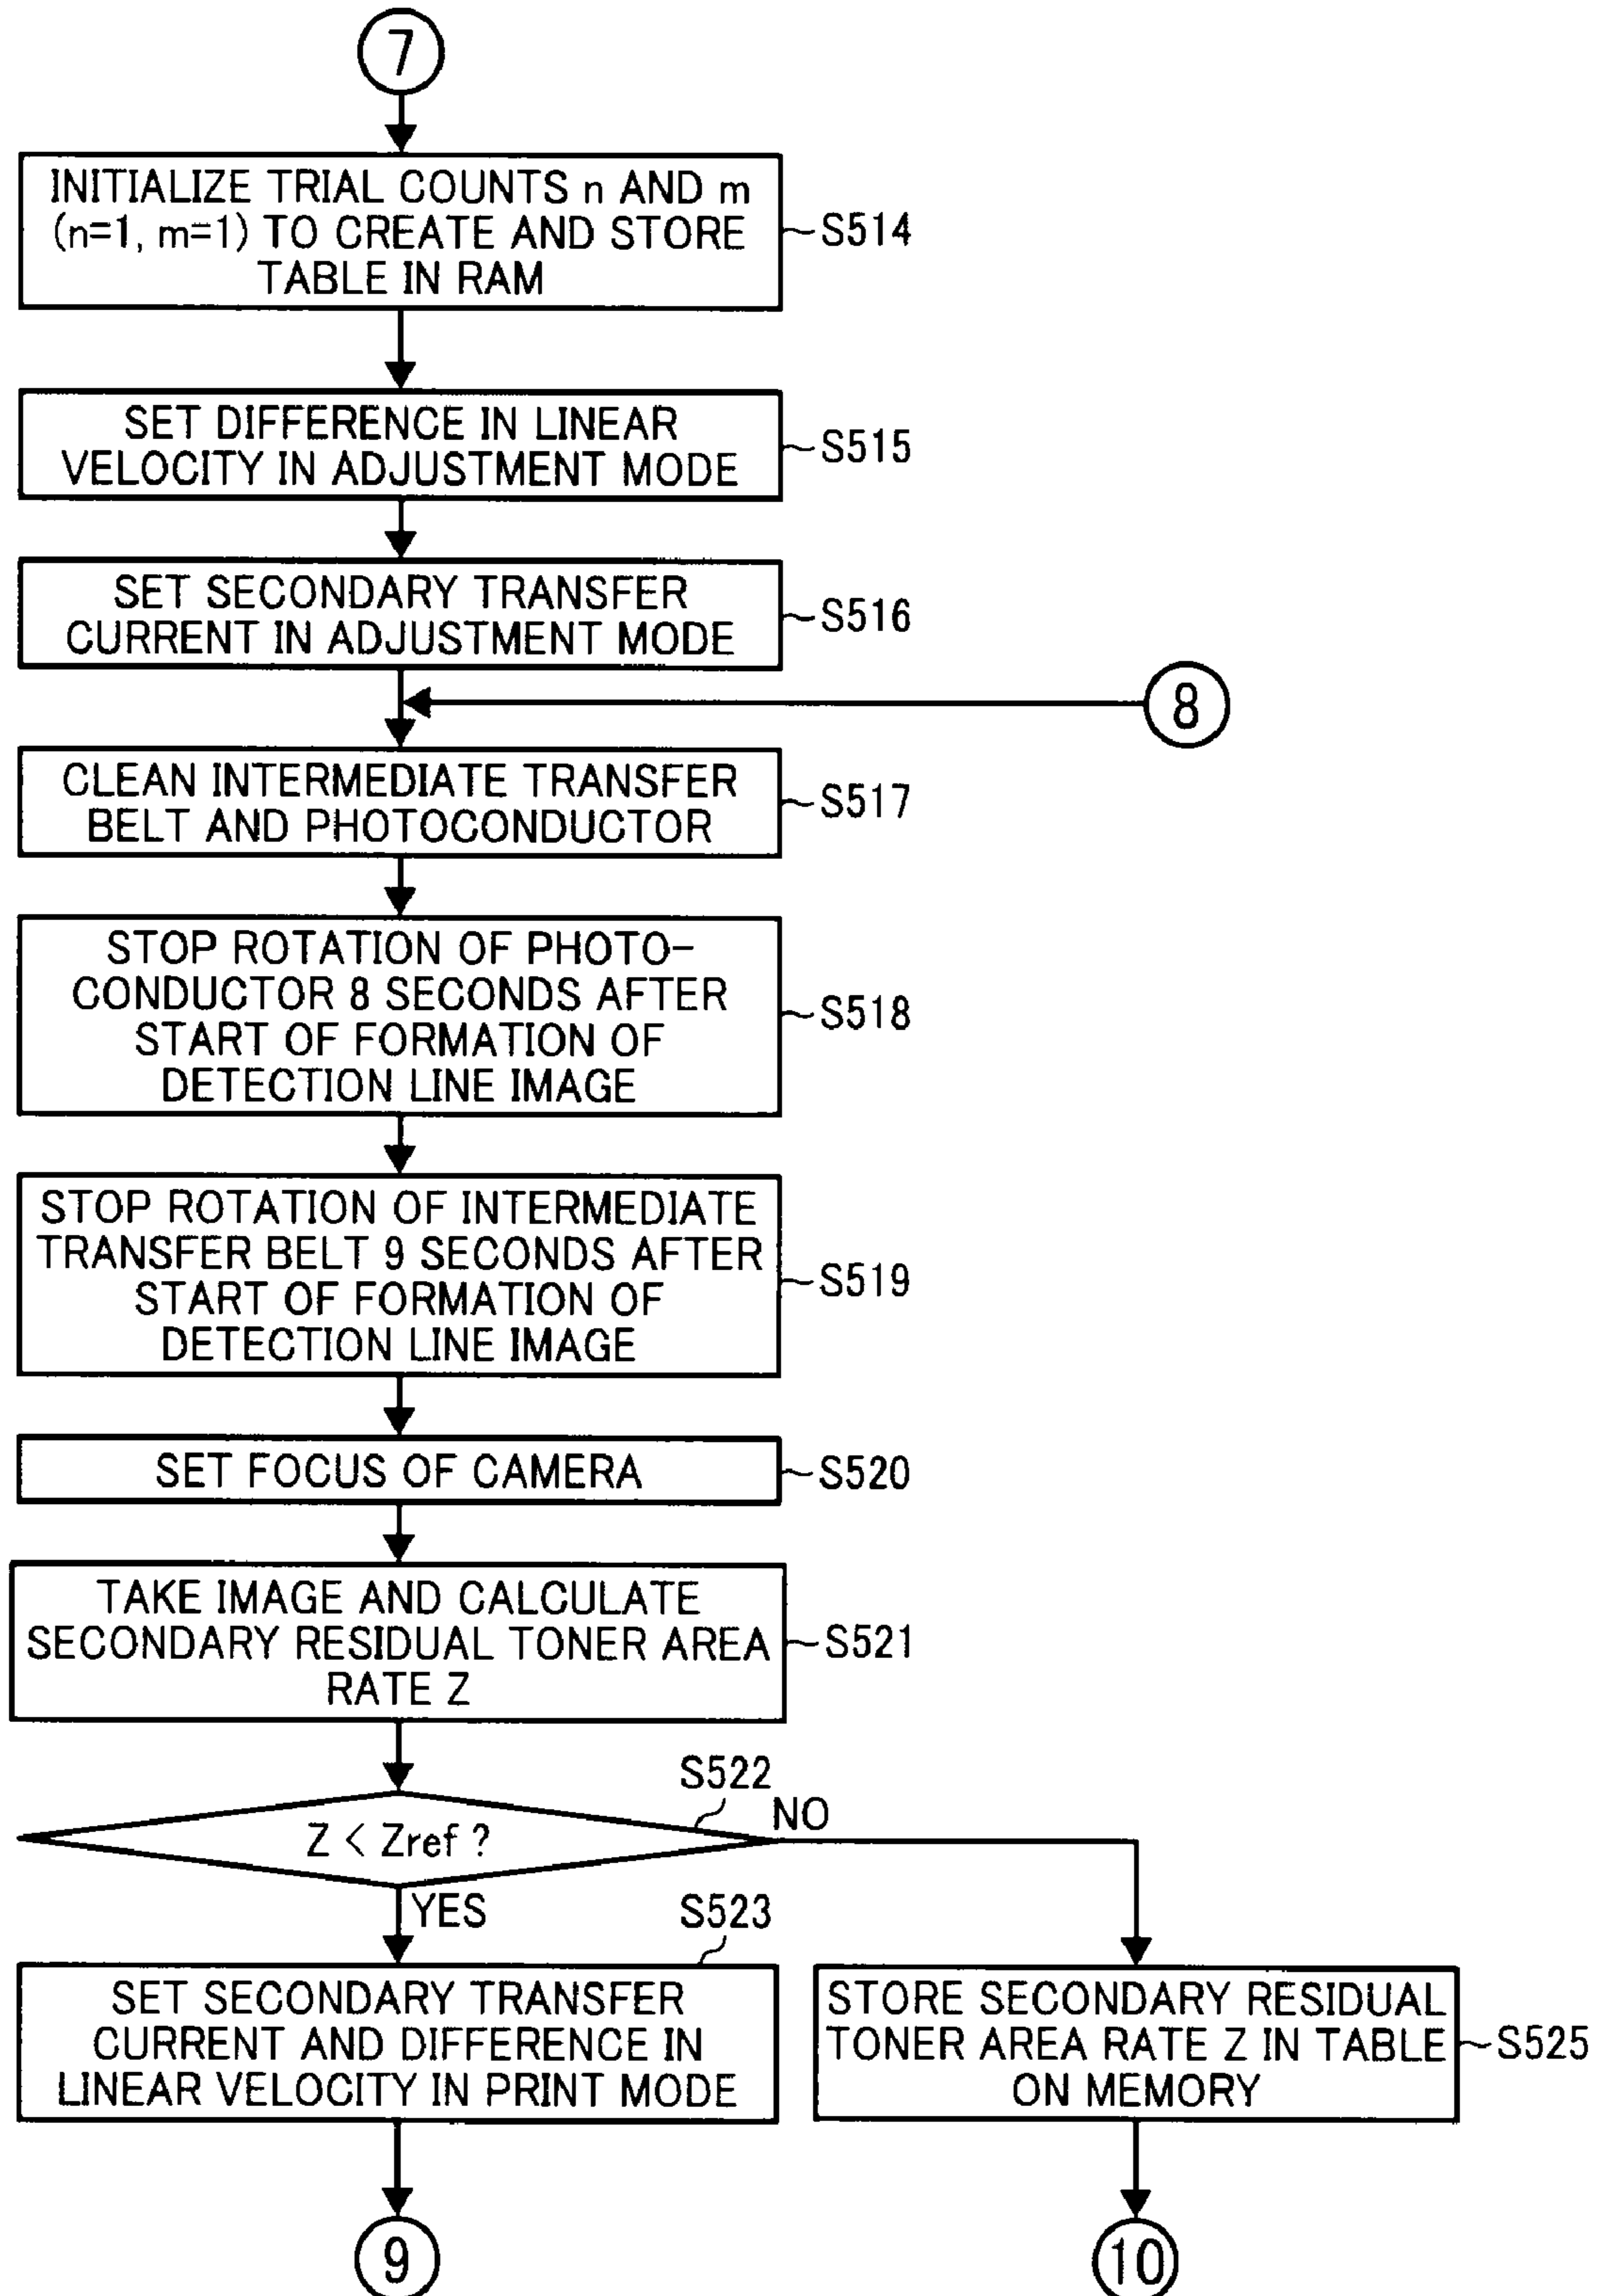 7
INITIALIZE TRIAL COUNTS n AND m
(n=1, m=1) TO CREATE AND STORE
TABLE IN RAM
S514
SET DIFFERENCE IN LINEAR
VELOCITY IN ADJUSTMENT MODE
S515
SET SECONDARY TRANSFER
CURRENT IN ADJUSTMENT MODE
S516
8
CLEAN INTERMEDIATE TRANSFER
BELT AND PHOTOCONDUCTOR
S517
STOP ROTATION OF PHOTO-
CONDUCTOR 8 SECONDS AFTER
START OF FORMATION OF
DETECTION LINE IMAGE
S518
STOP ROTATION OF INTERMEDIATE
TRANSFER BELT 9 SECONDS AFTER
START OF FORMATION OF
DETECTION LINE IMAGE
S519
SET FOCUS OF CAMERA
S520
TAKE IMAGE AND CALCULATE
SECONDARY RESIDUAL TONER AREA
RATE Z
S521
S522
Z < Zref ?
NO
YES
S523
SET SECONDARY TRANSFER
CURRENT AND DIFFERENCE IN
LINEAR VELOCITY IN PRINT MODE
STORE SECONDARY RESIDUAL
TONER AREA RATE Z IN TABLE
ON MEMORY
S525
9
10